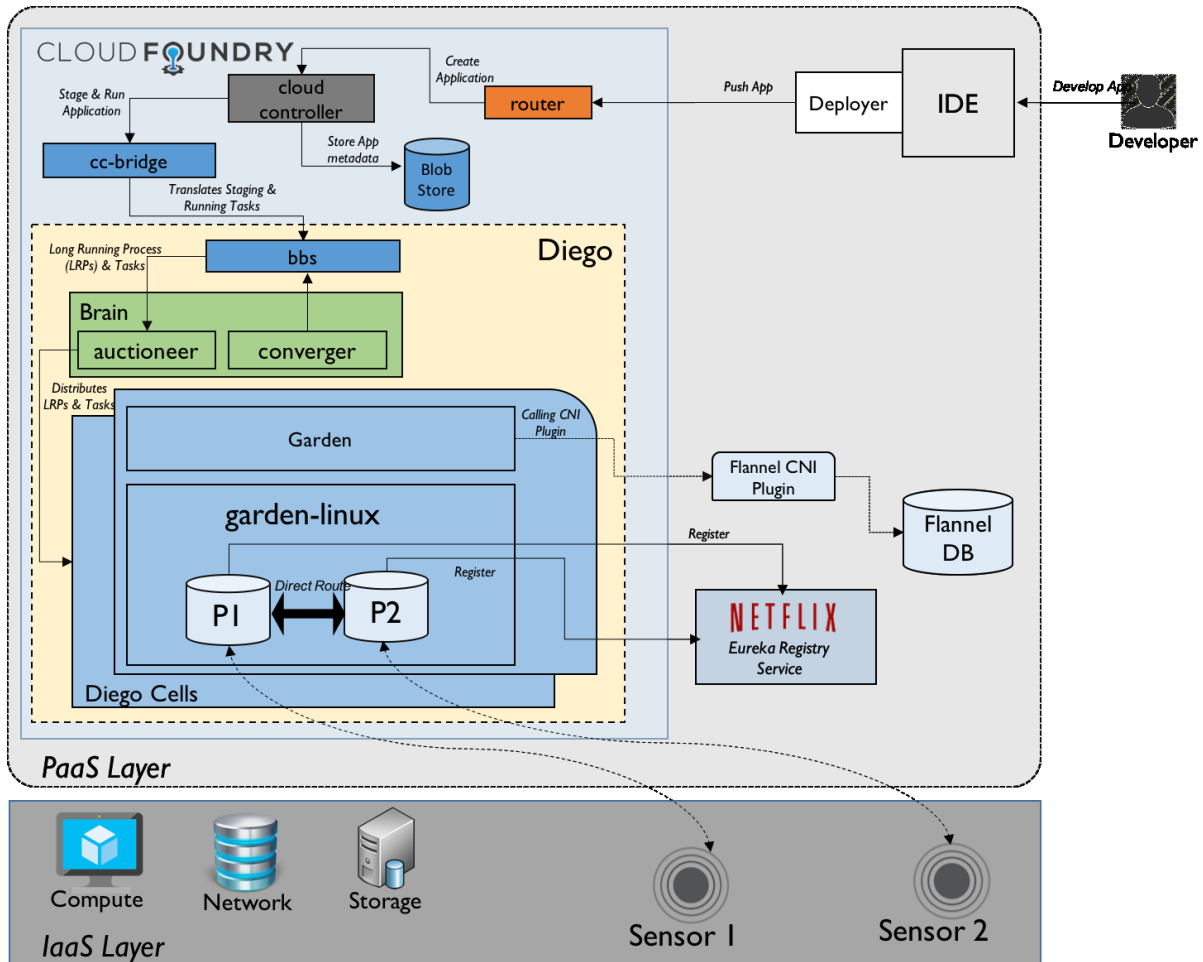 CLOUD FOUNDRY
Create
Application
cloud
controller
router
Push App
Deployer
IDE
Develop App
Developer
Stage & Run
Application
Store App
metadata
cc-bridge
Blob
Store
Translates Staging &
Running Tasks
Diego
Long Running Process
(LRPs) & Tasks
bbs
Brain
auctioneer
converger
Distributes
LRPs & Tasks
Garden
Calling CNI
Plugin
Flannel CNI
Plugin
Flannel
DB
garden-linux
Register
Register
Direct Route
P1
P2
NETFLIX
Eureka Registry
Service
Diego Cells
PaaS Layer
Compute
Network
Storage
Sensor 1
Sensor 2
IaaS Layer